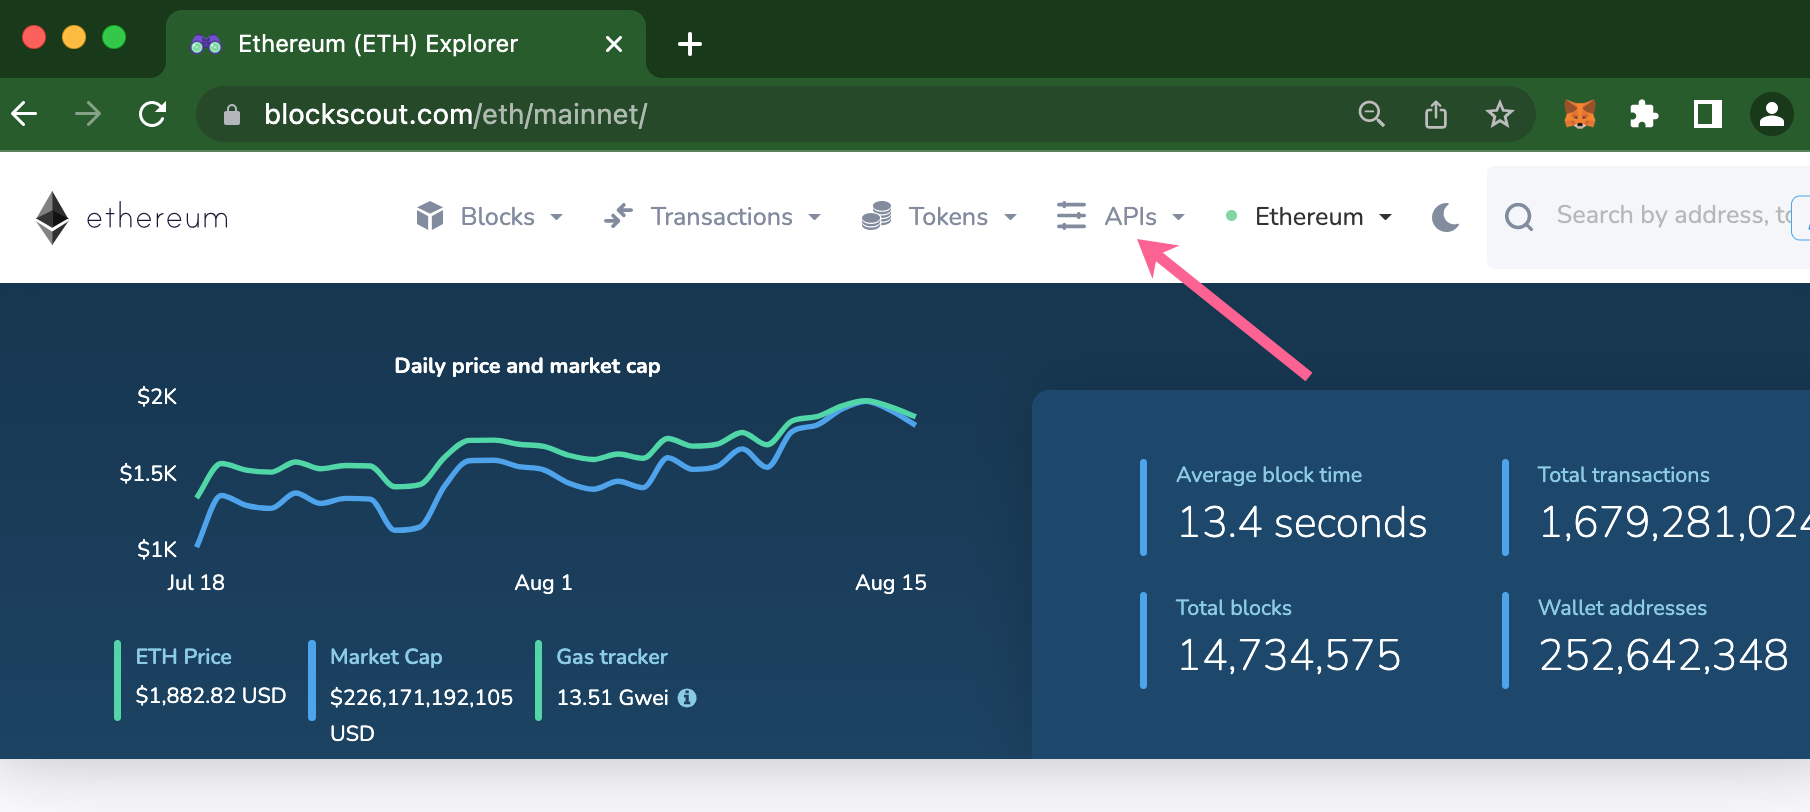 Ethereum (ETH) Explorer
blockscout.com/eth/mainnet/
ethereum
Blocks
Transactions
Tokens
APIs
Ethereum
Search by address,
Daily price and market cap
$2K
$1.5K
$1K
Jul 18
Aug 1
Aug 15
ETH Price
$1,882.82 USD
Market Cap
$226,171,192,105
USD
Gas tracker
13.51 Gwei
Average block time
13.4 seconds
Total transactions
1,679,281,024
Total blocks
14,734,575
Wallet addresses
252,642,348